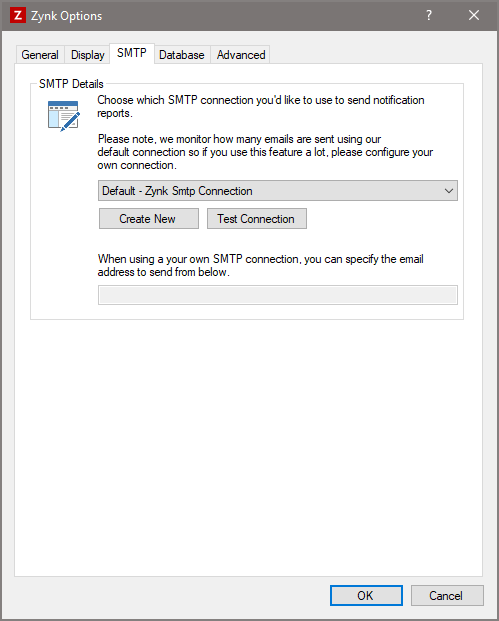 Z Zynk Options ?
General Display SMTP Database Advanced
SMTP Details
Choose which SMTP connection you'd like to use to send notification
reports.
Please note, we monitor how many emails are sent using our
default connection so if you use this feature a lot, please configure your
own connection.
Default - Zynk Smtp Connection
Create New Test Connection
When using a your own SMTP connection, you can specify the email
address to send from below.
OK Cancel